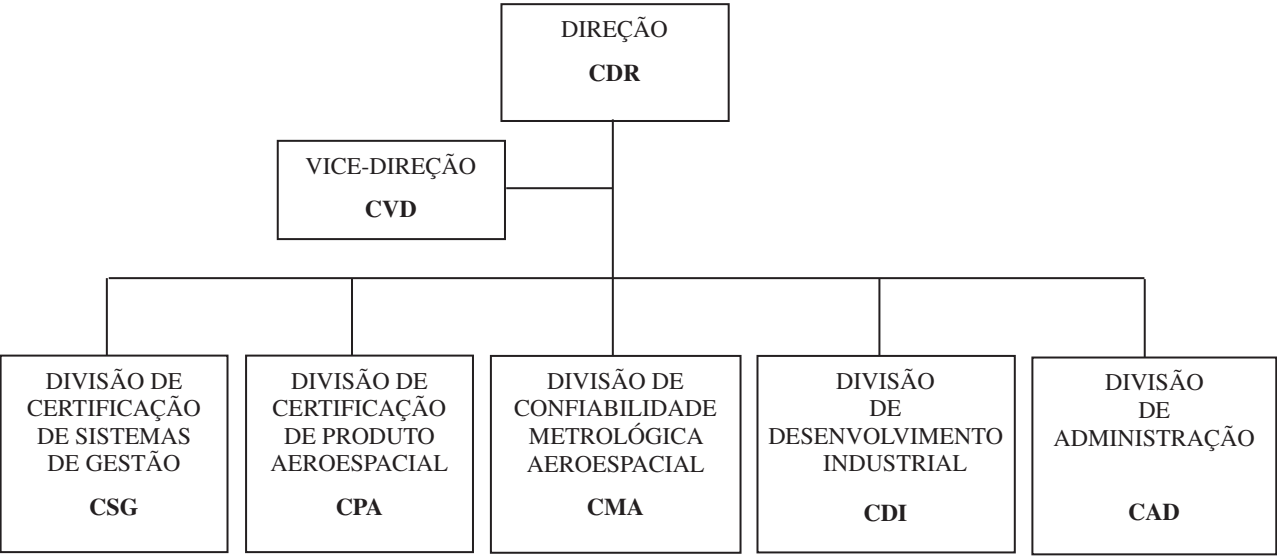 DIREÇÃO
CDR
VICE-DIREÇÃO
CVD
DIVISÃO DE
CERTIFICAÇÃO
DE SISTEMAS
DE GESTÃO
CSG
DIVISÃO DE
CERTIFICAÇÃO
DE PRODUTO
AEROESPACIAL
CPA
DIVISÃO DE
CONFIABILIDADE
METROLÓGICA
AEROESPACIAL
CMA
DIVISÃO
DE
DESENVOLVIMENTO
INDUSTRIAL
CDI
DIVISÃO
DE
ADMINISTRAÇÃO
CAD